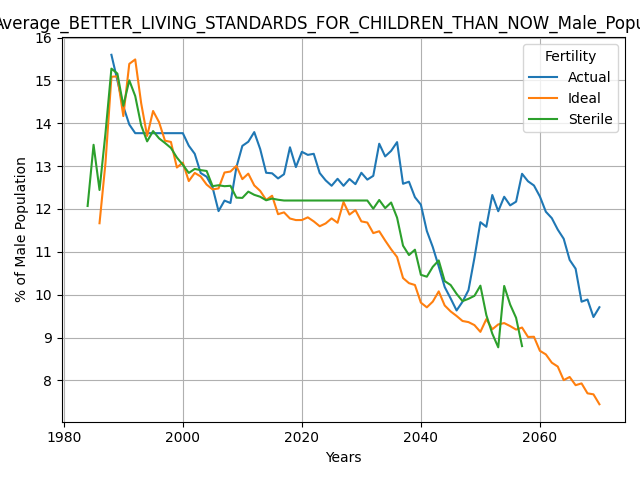 Average_BETTER_LIVING_STANDARDS_FOR_CHILDREN_THAN_NOW_Male_Popu
16
15
14
13
12
11
10
9
8
% of Male Population
Fertility
Actual
Ideal
Sterile
1980
2000
2020
2040
2060
Years